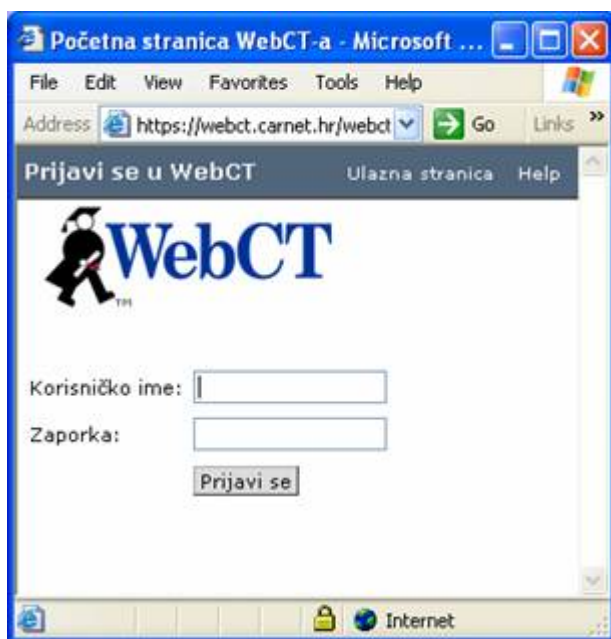 Početna stranica WebCT-a - Microsoft ...
File Edit View Favorites Tools Help
Address https://webct.carnet.hr/webct Go Links »
Prijavi se u WebCT Ulazna stranica Help
WebCT
TM
Korisničko ime:
Zaporka:
Prijavi se
Internet